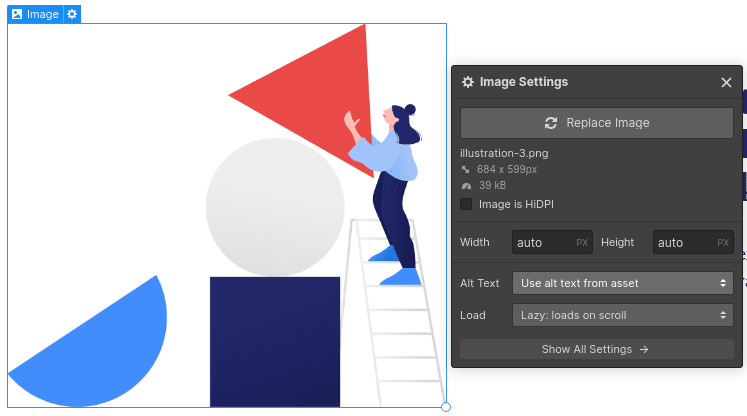 Image
Image Settings
Replace Image
illustration-3.png
684 x 599px
39 kB
Image is HiDPI
Width auto PX Height auto PX
Alt Text Use alt text from asset
Load Lazy: loads on scroll
Show All Settings →